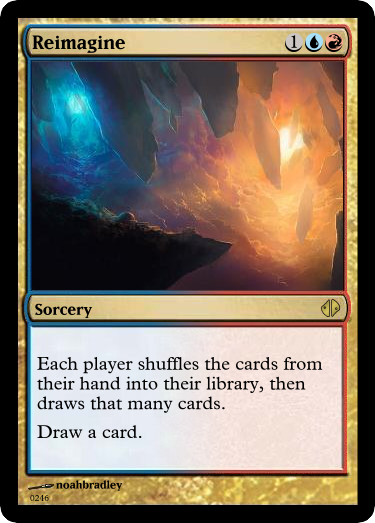 Reimagine 1
Sorcery
Each player shuffles the cards from
their hand into their library, then
draws that many cards.
Draw a card.
noahbradley
0246